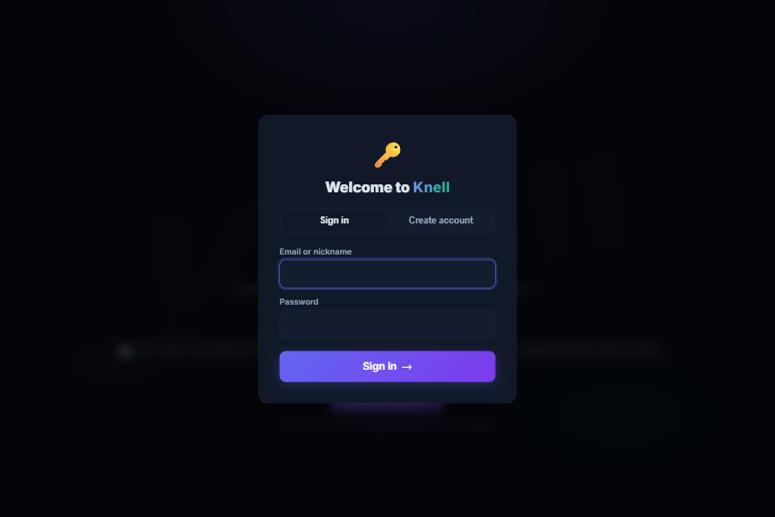 Welcome to Knell
Sign in
Create account
Email or nickname
Password
Sign in →